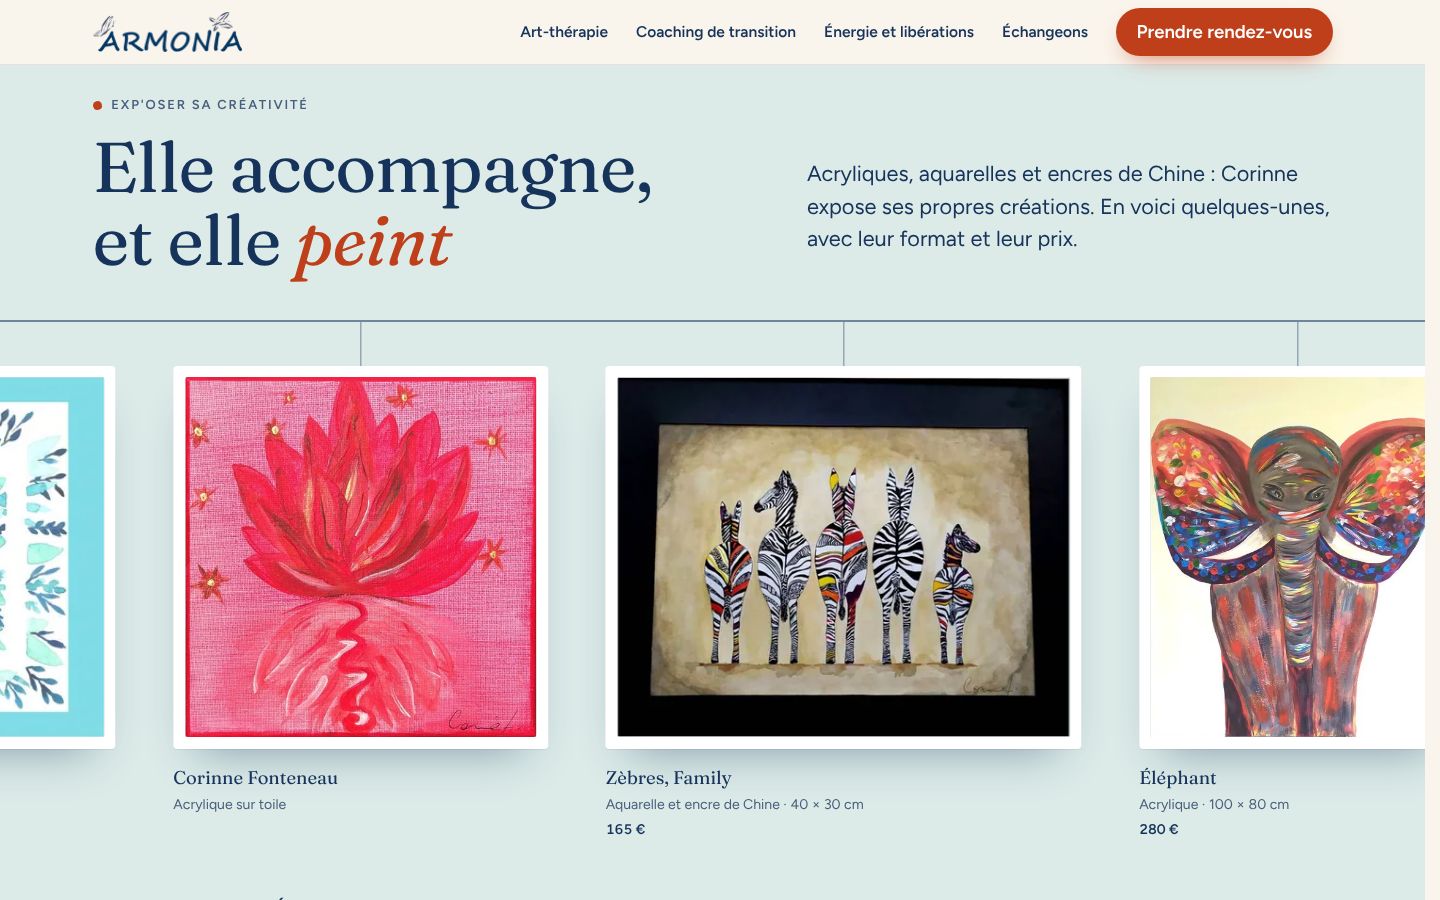 ARMONIA
Art-thérapie
Coaching de transition
Énergie et libérations
Échangeons
Prendre rendez-vous
EXP'OSER SA CRÉATIVITÉ
Elle accompagne,
et elle peint
Acryliques, aquarelles et encres de Chine : Corinne
expose ses propres créations. En voici quelques-unes,
avec leur format et leur prix.
Corinne Fonteneau
Acrylique sur toile
Zèbres, Family
Aquarelle et encre de Chine · 40 × 30 cm
165 €
Éléphant
Acrylique · 100 × 80 cm
280 €